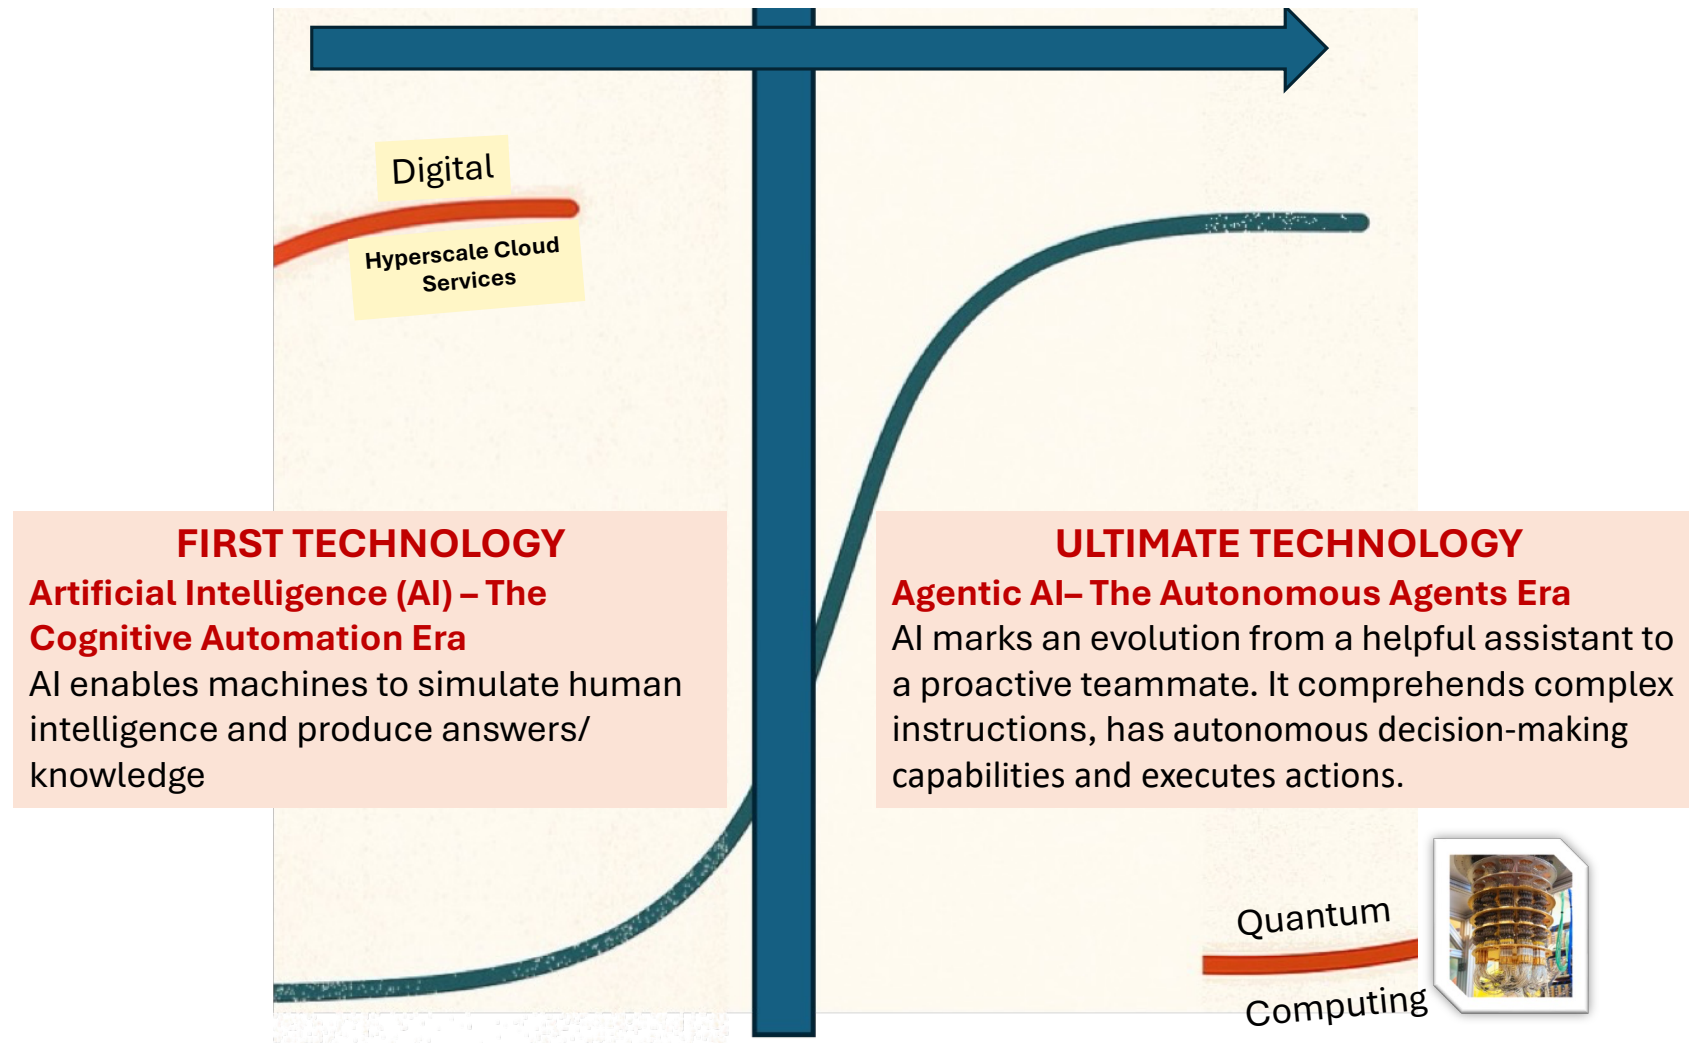 Digital
Hyperscale Cloud
Services
FIRST TECHNOLOGY
Artificial Intelligence (AI) – The
Cognitive Automation Era
AI enables machines to simulate human
intelligence and produce answers/
knowledge
ULTIMATE TECHNOLOGY
Agentic AI– The Autonomous Agents Era
AI marks an evolution from a helpful assistant to
a proactive teammate. It comprehends complex
instructions, has autonomous decision-making
capabilities and executes actions.
Quantum
Computing